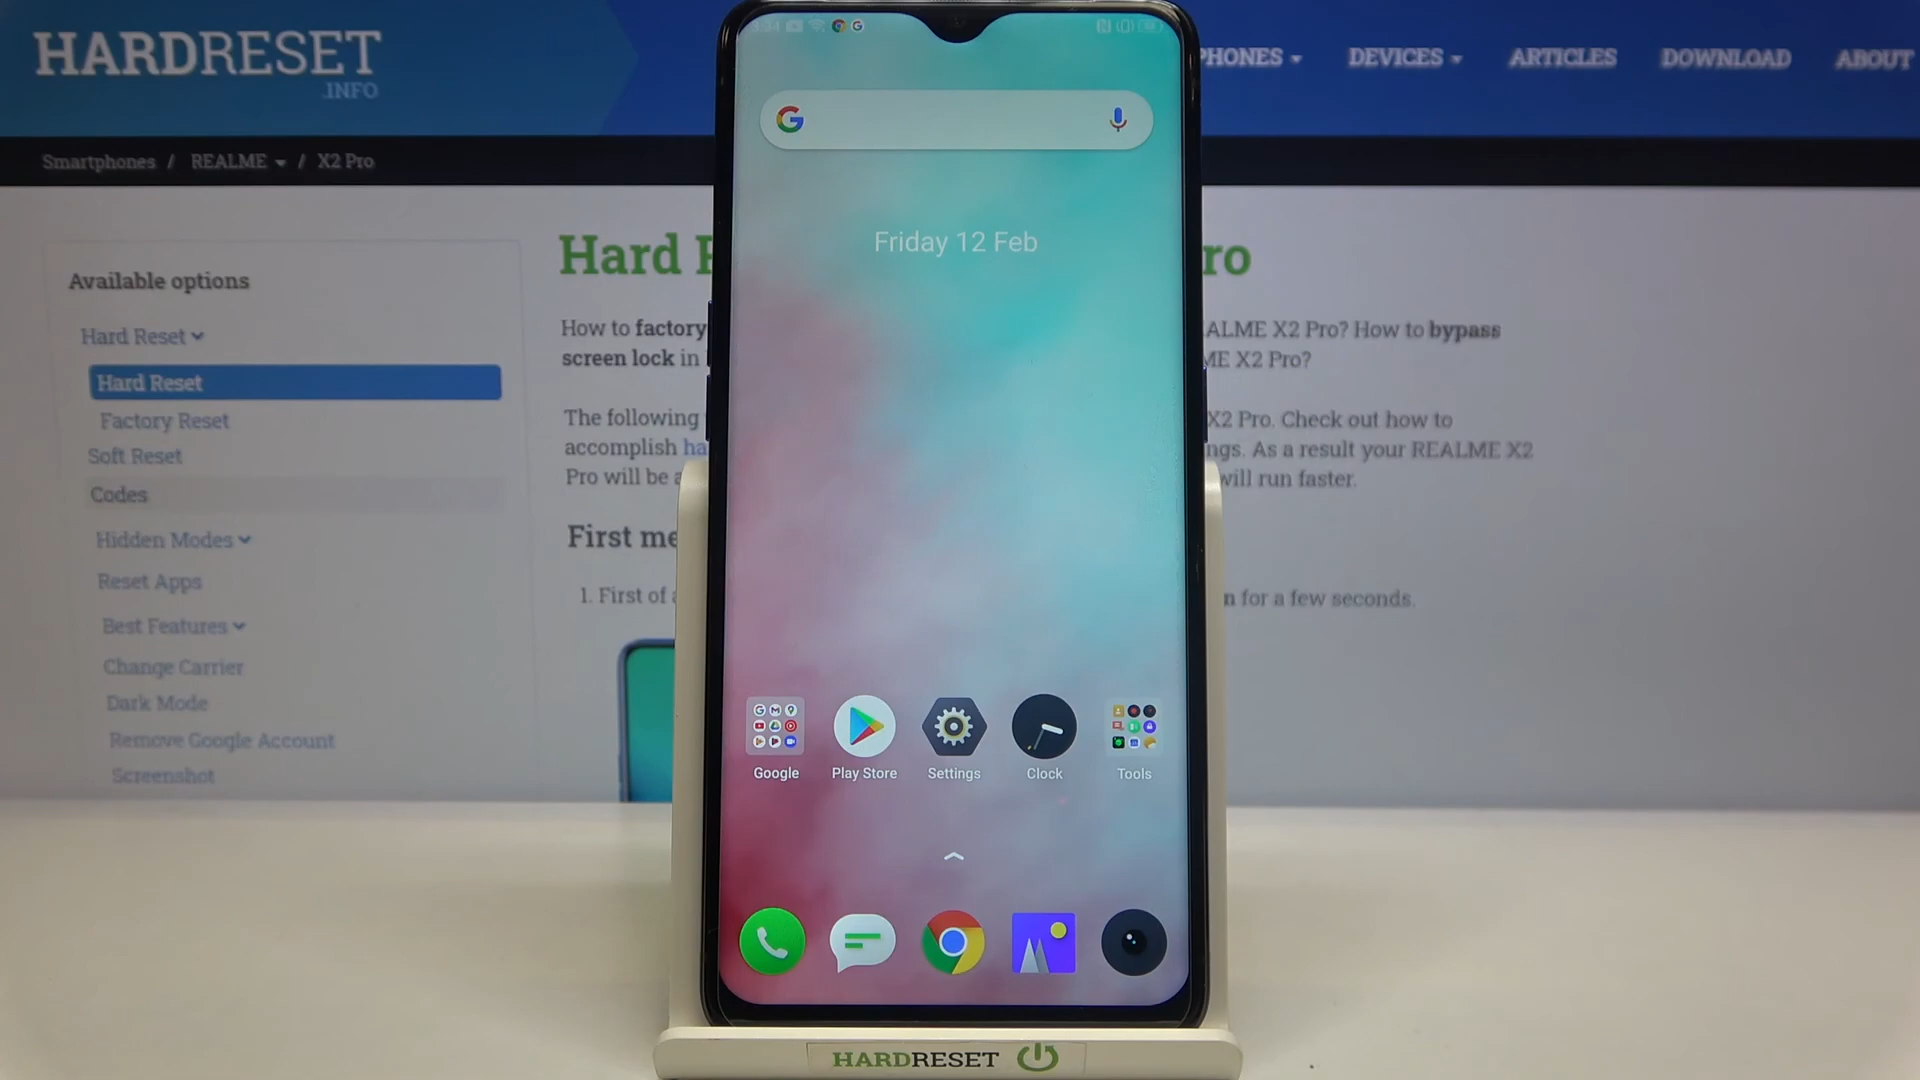 HARDRESET
.INFO
PHONES
DEVICES
ARTICLES
DOWNLOAD
ABOUT
Smartphones / REALME / X2 Pro
Friday 12 Feb
Available options
Hard Reset
Hard Reset
Factory Reset
Soft Reset
Codes
Hidden Modes
Reset Apps
Best Features
Change Carrier
Dark Mode
Remove Google Account
Screenshot
Hard
ro
How to factory
ALME X2 Pro? How to bypass
screen lock in
ME X2 Pro?
The following
X2 Pro. Check out how to
accomplish ha
ngs. As a result your REALME X2
Pro will be a
will run faster.
First me
1. First of a
n for a few seconds.
Google
Play Store
Settings
Clock
Tools
HARDRESET